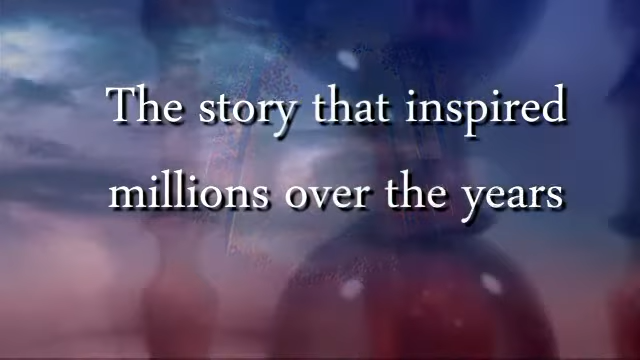 The story that inspired
millions over the years